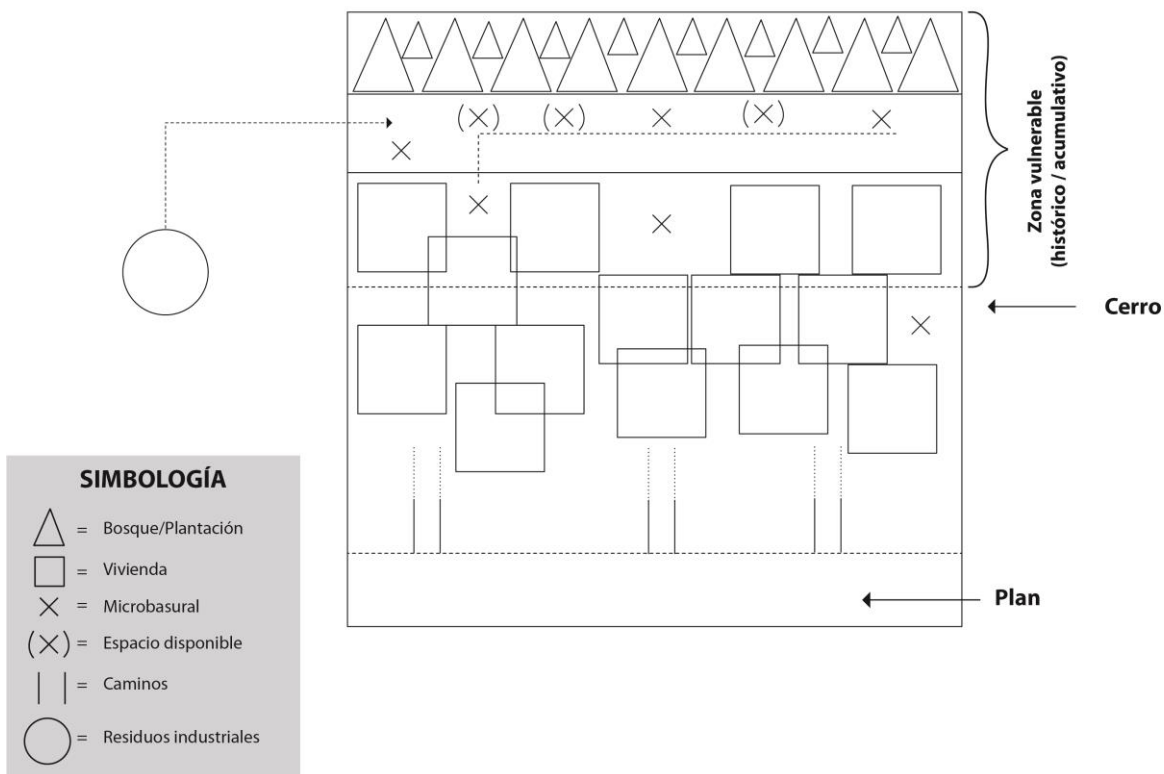 Zona vulnerable
(histórico / acumulativo)
Cerro
Plan
SIMBOLOGÍA
= Bosque/Plantación
= Vivienda
= Microbasural
= Espacio disponible
= Caminos
= Residuos industriales